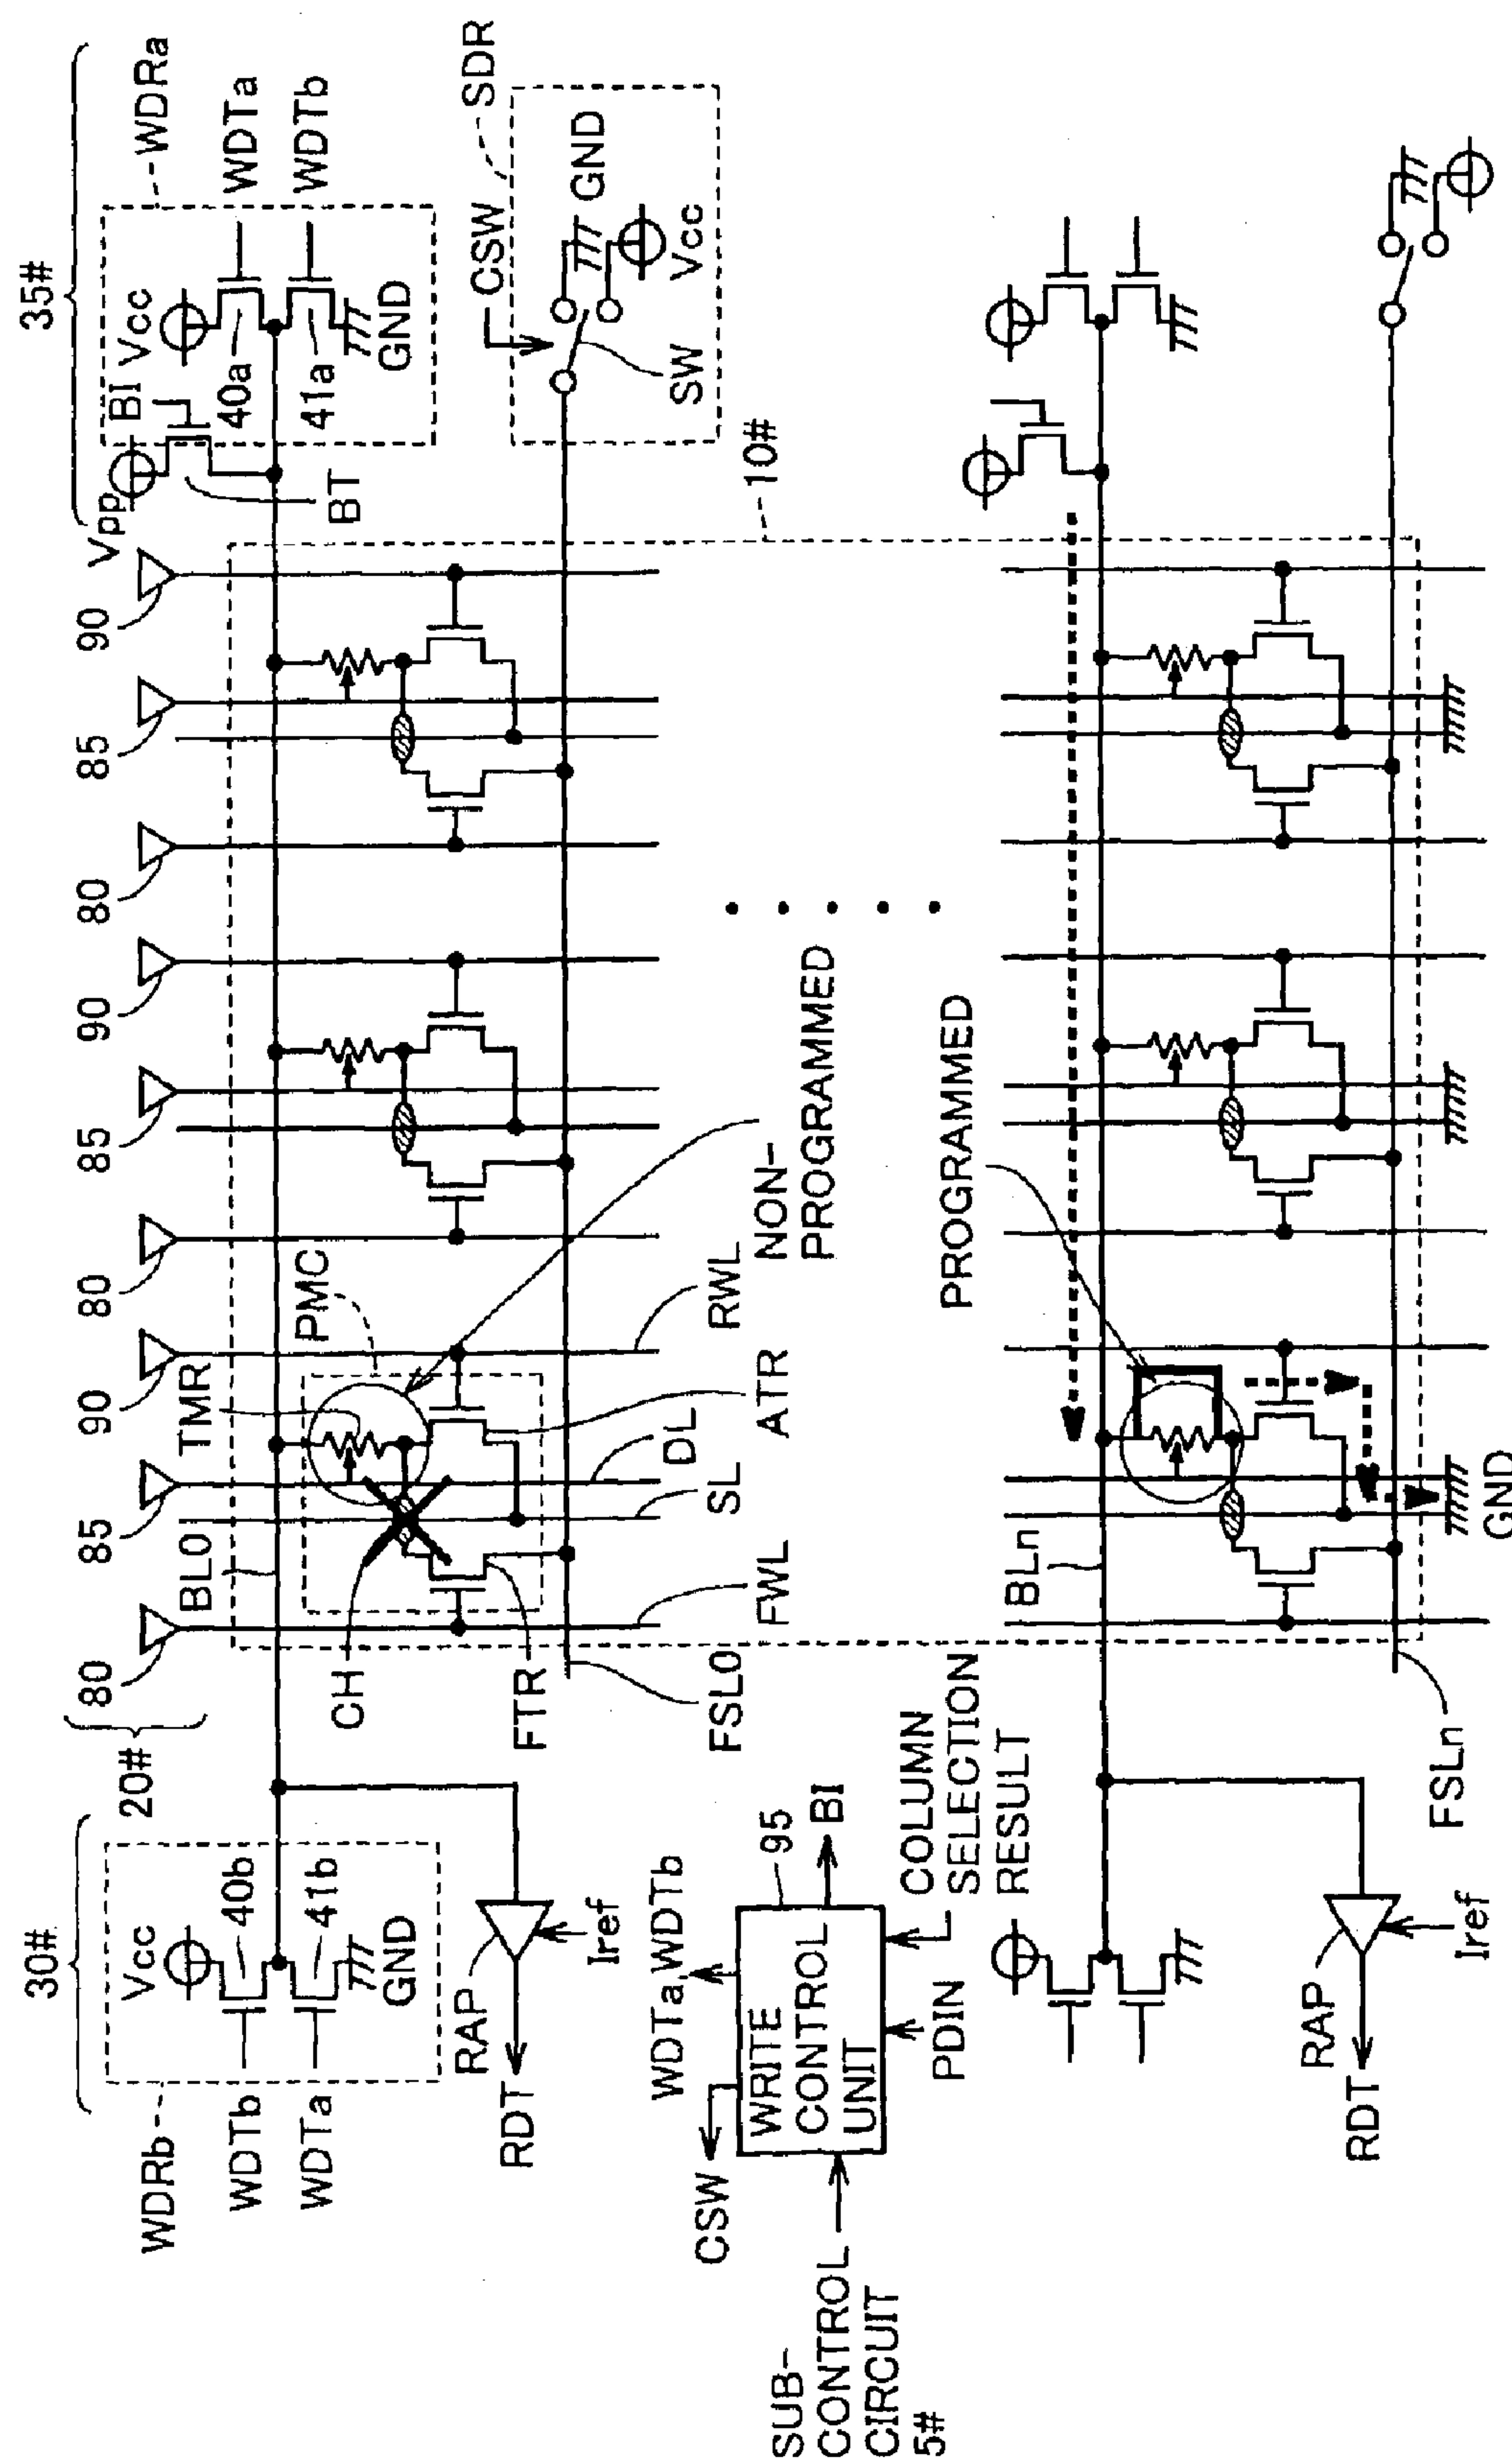 35#
WDRa
WDTa
WDTb
Vcc
BI
40a
41a
GND
Vpp
BT
SDR
CSW
GND
Vcc
SW
10#
90
85
80
90
85
80
90
85
80
20#
PMC
TMR
BL0
CH
FTR
FSL0
RWL
ATR
DL
SL
FWL
NON-
PROGRAMMED
PROGRAMMED
BLn
GND
FSLn
30#
Vcc
40b
41b
GND
WDRb
WDTb
WDTa
RAP
Iref
RDT
WDTa,WDTb
95
BI
CSW
WRITE
CONTROL
UNIT
PDIN
COLUMN
SELECTION
RESULT
SUB-
CONTROL
CIRCUIT
5#
RAP
Iref
RDT